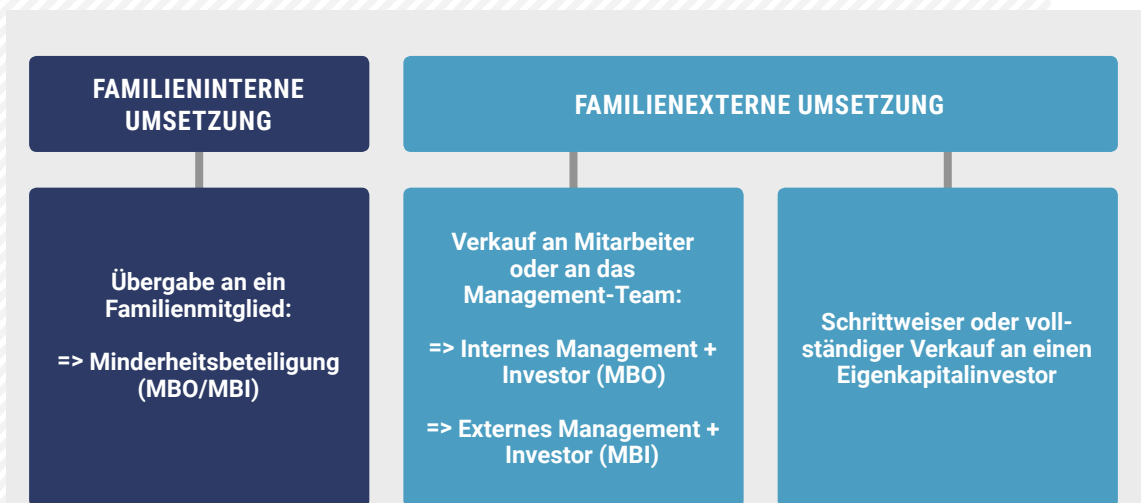 FAMILIENINTERNE
UMSETZUNG
FAMILIENEXTERNE UMSETZUNG
Übergabe an ein
Familienmitglied:
=> Minderheitsbeteiligung
(MBO/MBI)
Verkauf an Mitarbeiter
oder an das
Management-Team:
=> Internes Management +
Investor (MBO)
=> Externes Management +
Investor (MBI)
Schrittweiser oder voll-
ständiger Verkauf an einen
Eigenkapitalinvestor